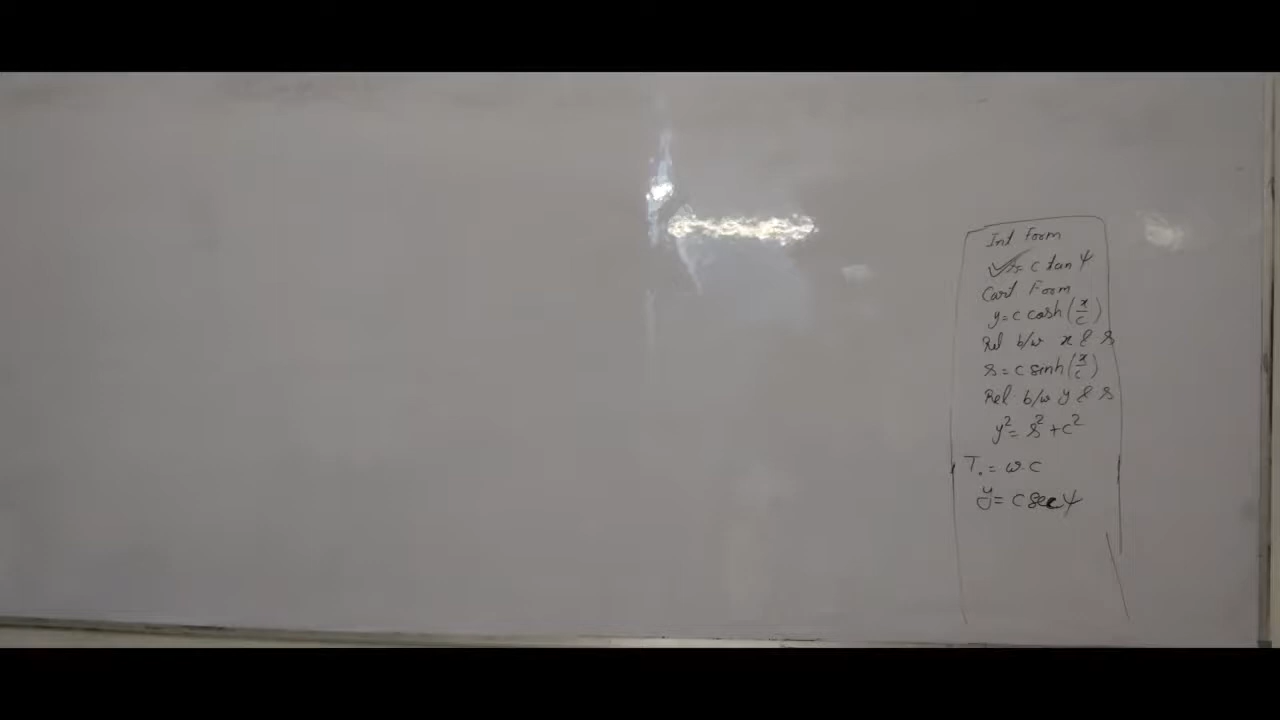 Int Form
✓ s = c tan ψ
Cart Form
y = c cosh (x/c)
Rel b/w x & s
s = c sinh (x/c)
Rel. b/w y & s
y² = s² + c²
T₀ = w.c
y = c sec ψ